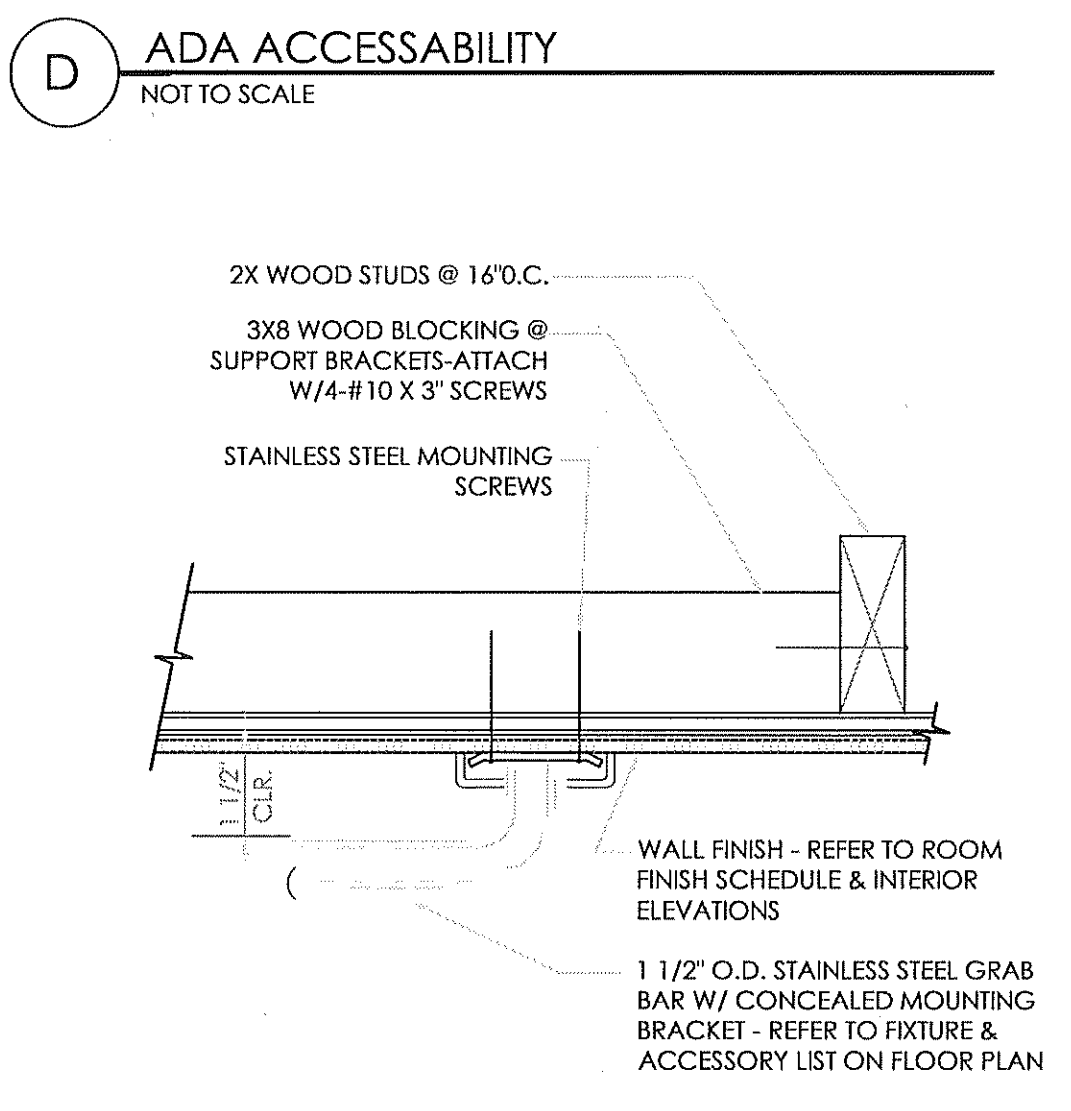 D
ADA ACCESSABILITY
NOT TO SCALE
2X WOOD STUDS @ 16"O.C.
3X8 WOOD BLOCKING @
SUPPORT BRACKETS-ATTACH
W/4-#10 X 3" SCREWS
STAINLESS STEEL MOUNTING
SCREWS
1 1/2"
CLR.
WALL FINISH - REFER TO ROOM
FINISH SCHEDULE & INTERIOR
ELEVATIONS
1 1/2" O.D. STAINLESS STEEL GRAB
BAR W/ CONCEALED MOUNTING
BRACKET - REFER TO FIXTURE &
ACCESSORY LIST ON FLOOR PLAN